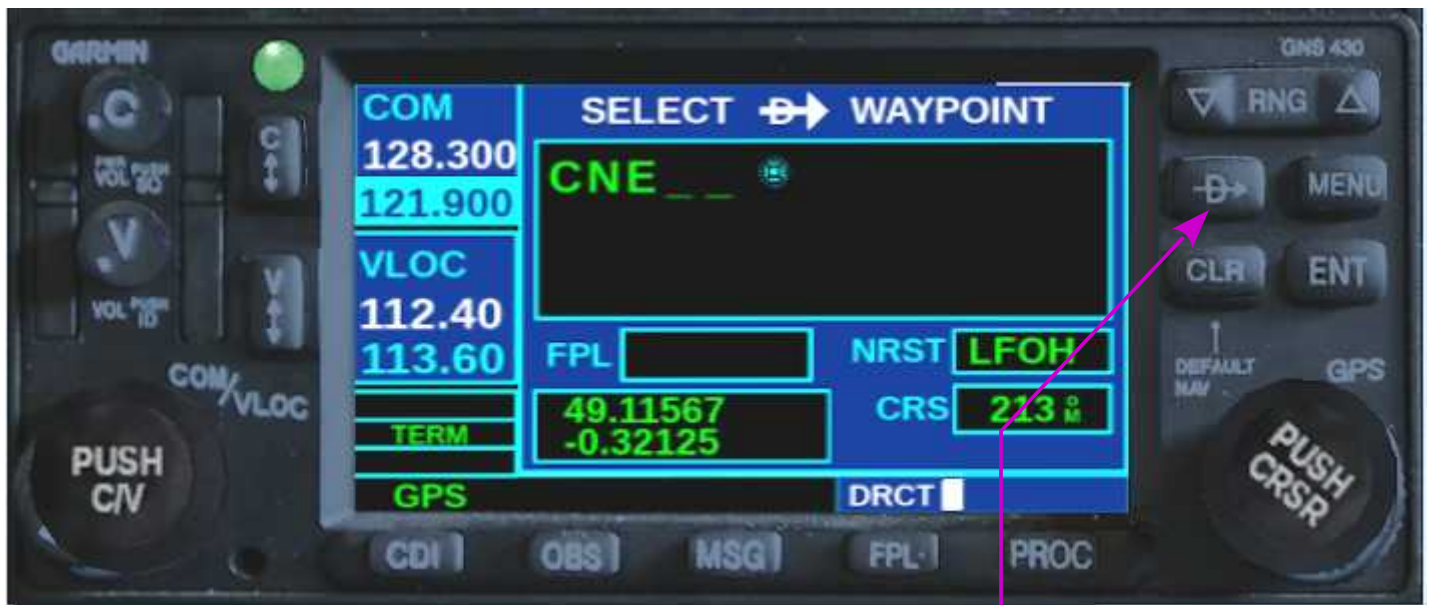 GARMIN
GNS 430
C
PWR VOL PUSH SQ
C
V
VOL PUSH ID
V
COM/VLOC
PUSH C/V
COM
128.300
121.900
VLOC
112.40
113.60
TERM
GPS
SELECT D WAYPOINT
CNE_ _
FPL
NRST LFOH
49.11567
-0.32125
CRS 213 °M
DRCT
RNG
D
MENU
CLR
ENT
DEFAULT NAV
GPS
PUSH CRSR
CDI
OBS
MSG
FPL
PROC